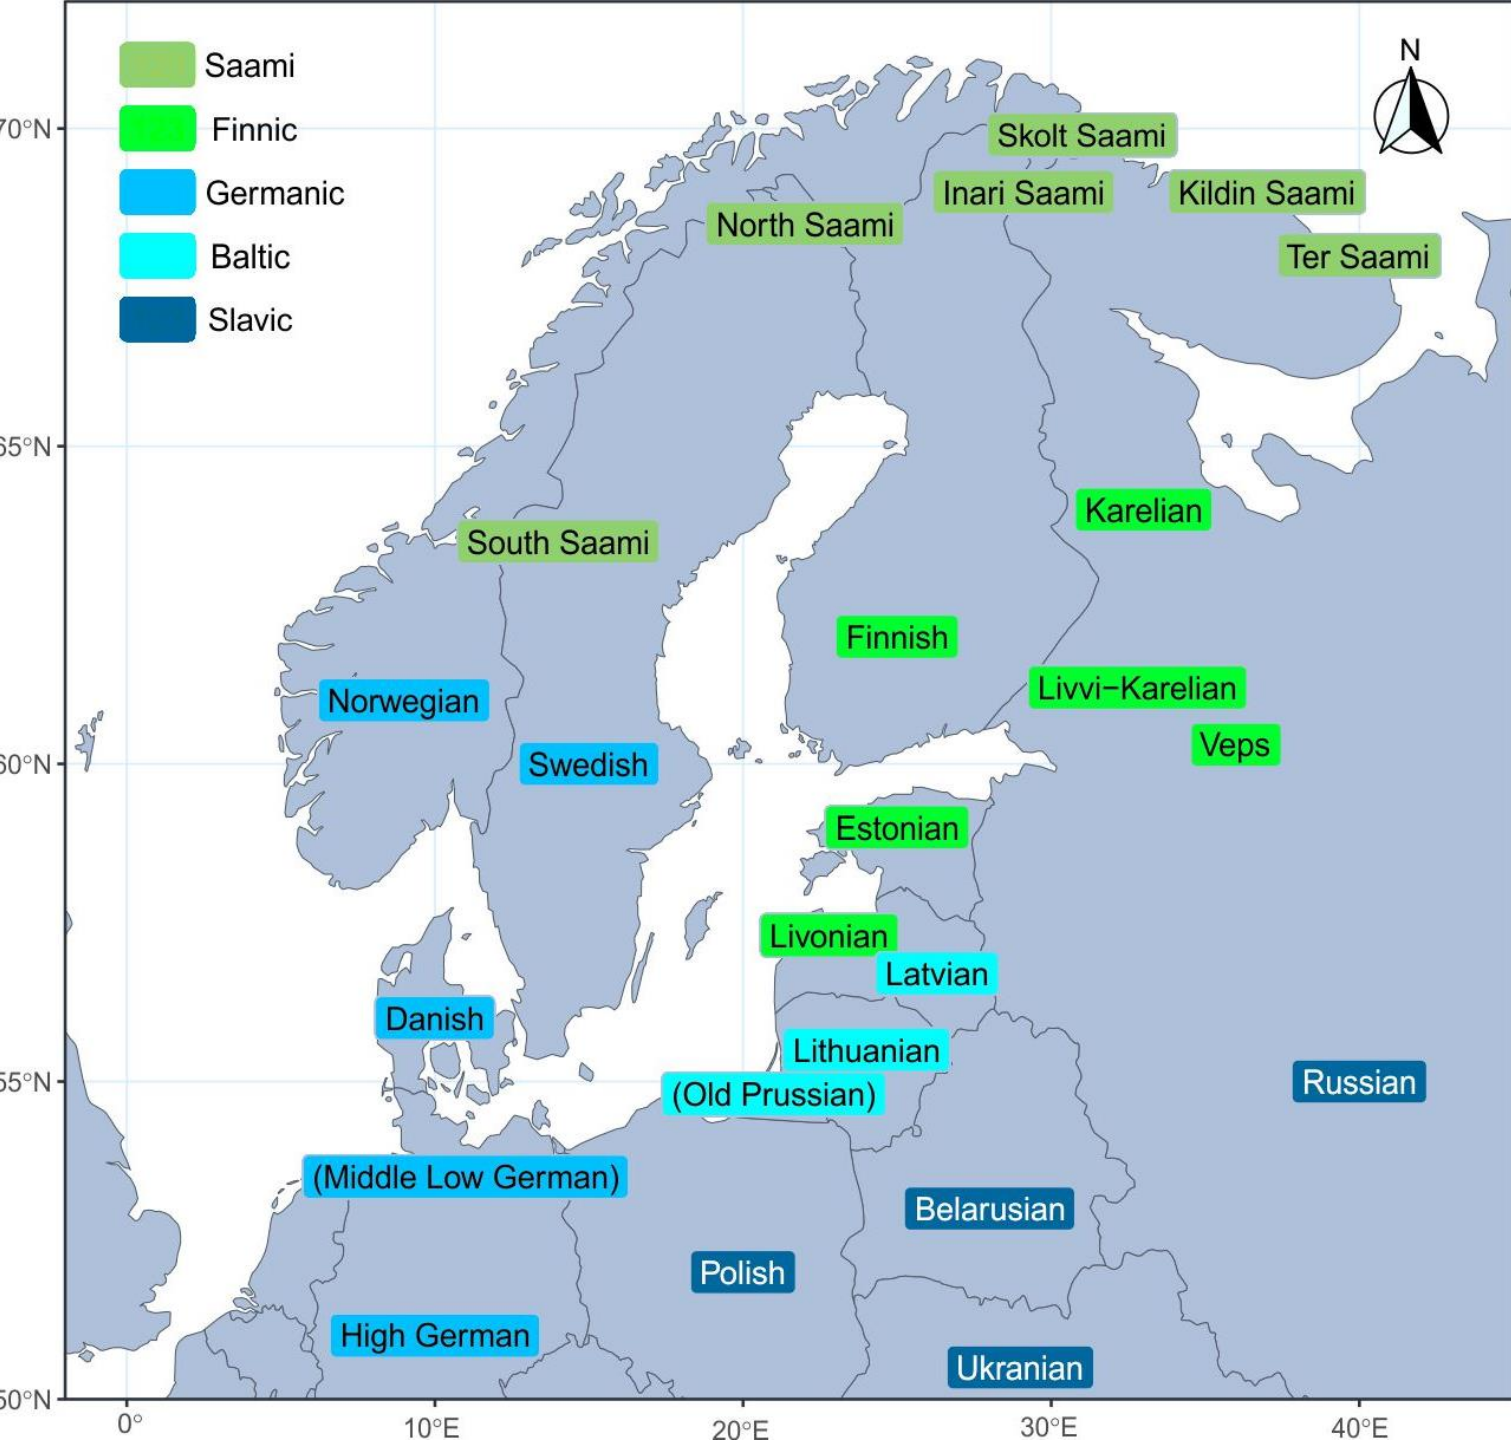 Saami
Finnic
Germanic
Baltic
Slavic
N
70°N
Skolt Saami
Inari Saami
Kildin Saami
North Saami
Ter Saami
65°N
Karelian
South Saami
Finnish
Livvi–Karelian
Norwegian
Veps
Swedish
60°N
Estonian
Livonian
Latvian
Danish
Lithuanian
55°N
(Old Prussian)
Russian
(Middle Low German)
Belarusian
Polish
High German
Ukranian
50°N
0°
10°E
20°E
30°E
40°E